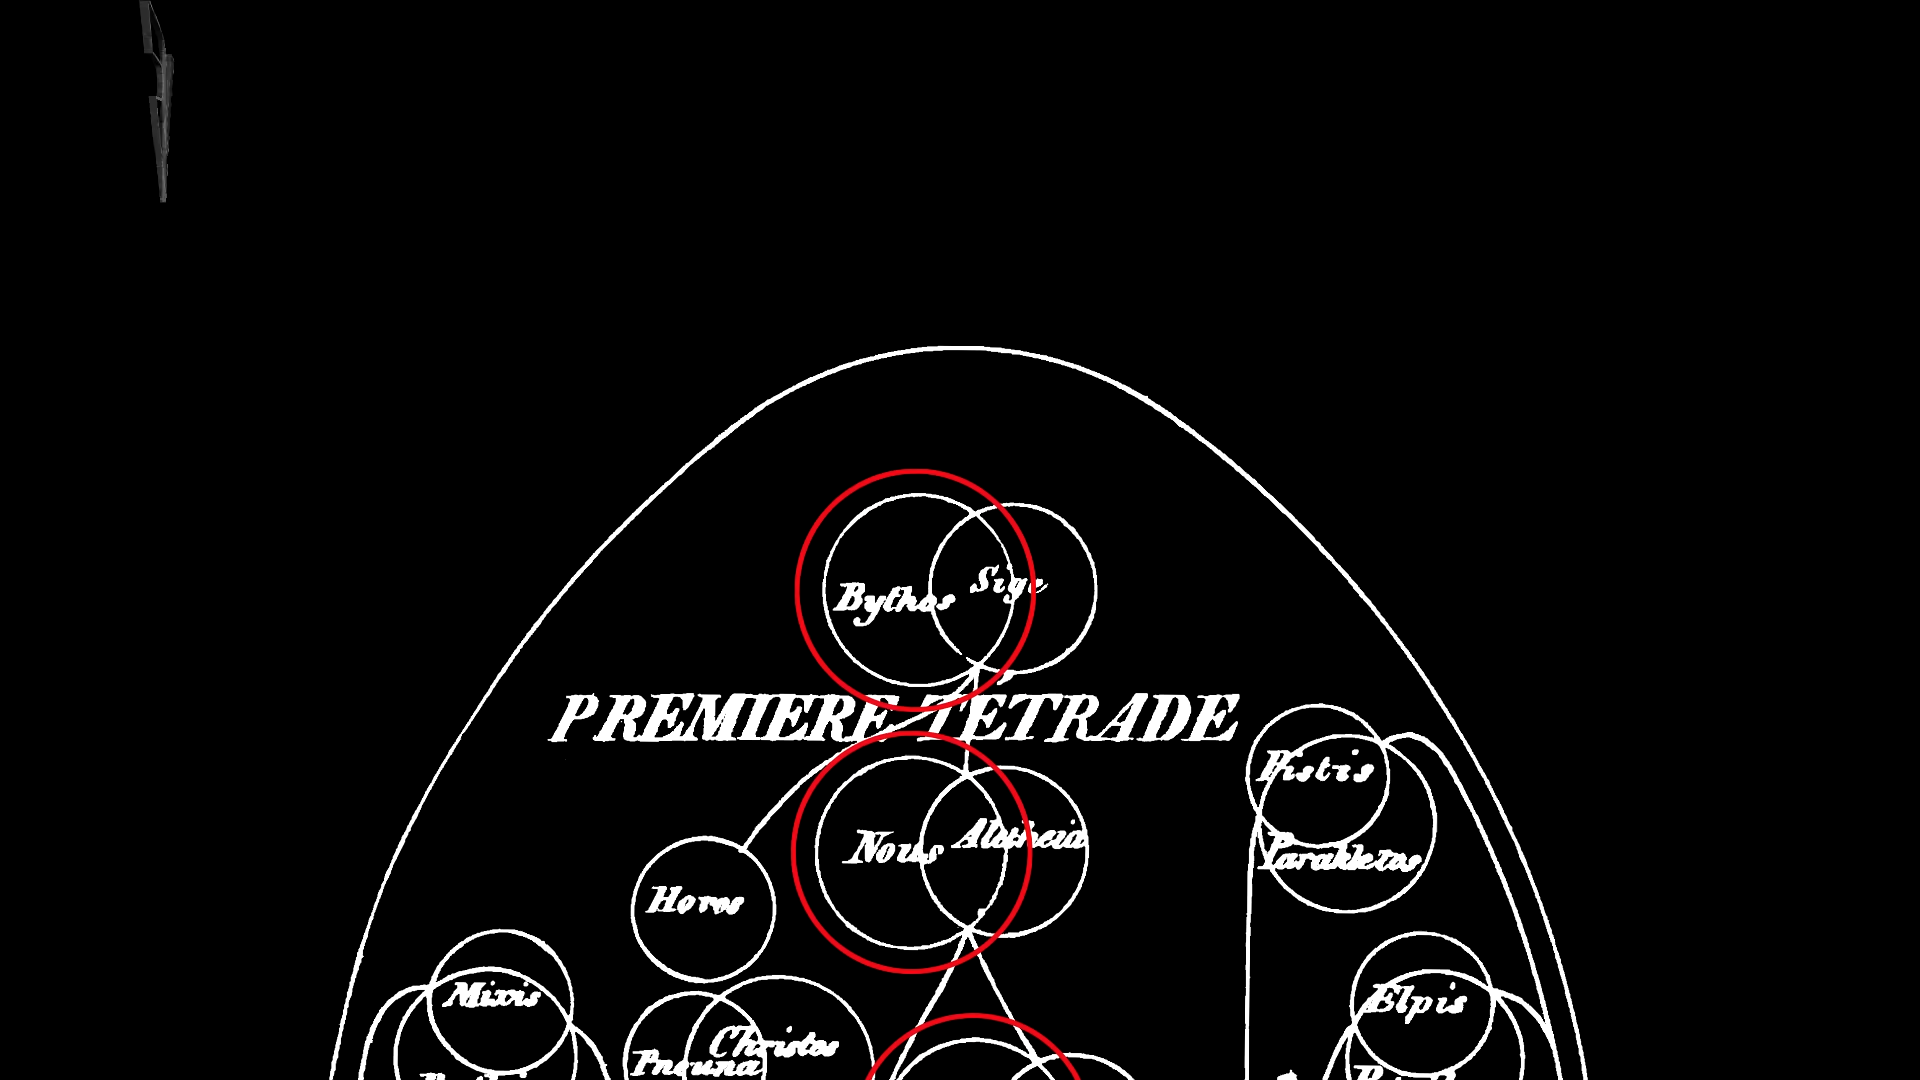 Bythos Sige
PREMIERE TETRADE
Pistis
Nous Aletheia
Parakletos
Horos
Mixis
Elpis
Christos
Pneuma